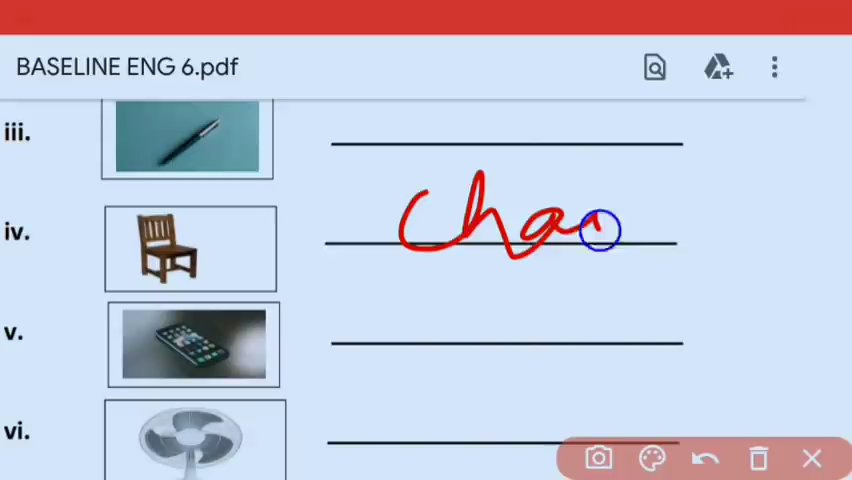 BASELINE ENG 6.pdf
iii.
iv. Chai
v.
vi.